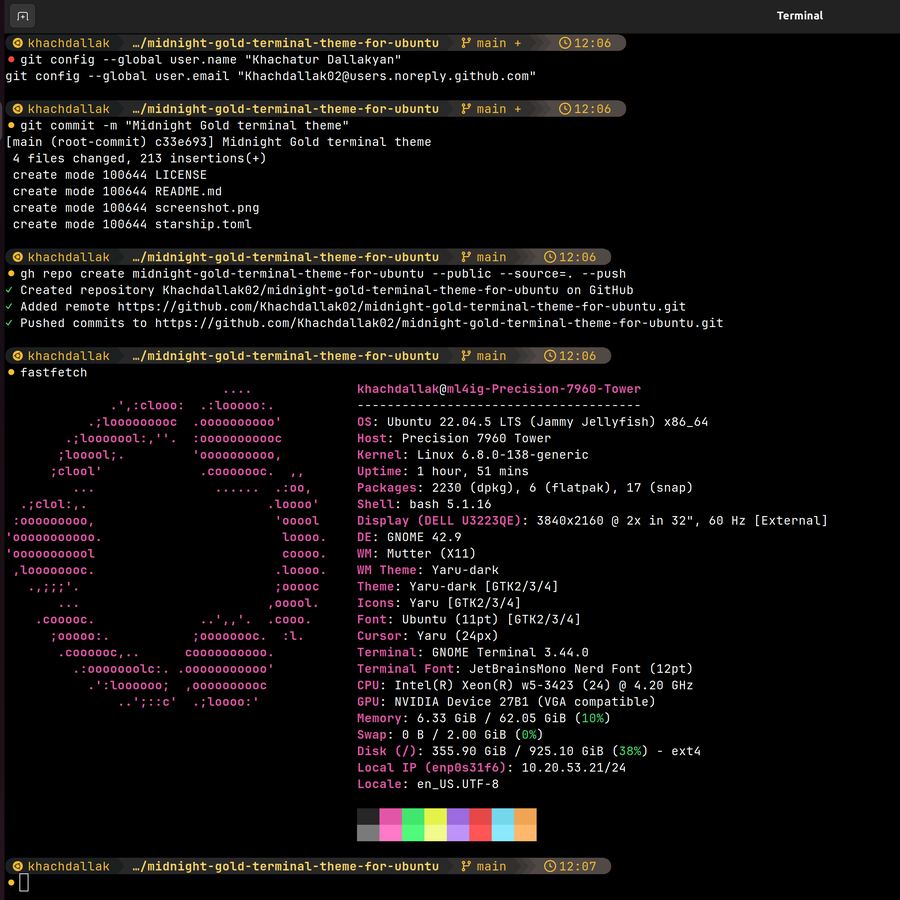 Terminal
khachdallak …/midnight-gold-terminal-theme-for-ubuntu main + 12:06
git config --global user.name "Khachatur Dallakyan"
git config --global user.email "Khachdallak02@users.noreply.github.com"
khachdallak …/midnight-gold-terminal-theme-for-ubuntu main + 12:06
git commit -m "Midnight Gold terminal theme"
[main (root-commit) c33e693] Midnight Gold terminal theme
4 files changed, 213 insertions(+)
create mode 100644 LICENSE
create mode 100644 README.md
create mode 100644 screenshot.png
create mode 100644 starship.toml
khachdallak …/midnight-gold-terminal-theme-for-ubuntu main 12:06
gh repo create midnight-gold-terminal-theme-for-ubuntu --public --source=. --push
✓ Created repository Khachdallak02/midnight-gold-terminal-theme-for-ubuntu on GitHub
✓ Added remote https://github.com/Khachdallak02/midnight-gold-terminal-theme-for-ubuntu.git
✓ Pushed commits to https://github.com/Khachdallak02/midnight-gold-terminal-theme-for-ubuntu.git
khachdallak …/midnight-gold-terminal-theme-for-ubuntu main 12:06
fastfetch
khachdallak@ml4ig-Precision-7960-Tower
--------------------------------------
OS: Ubuntu 22.04.5 LTS (Jammy Jellyfish) x86_64
Host: Precision 7960 Tower
Kernel: Linux 6.8.0-138-generic
Uptime: 1 hour, 51 mins
Packages: 2230 (dpkg), 6 (flatpak), 17 (snap)
Shell: bash 5.1.16
Display (DELL U3223QE): 3840x2160 @ 2x in 32", 60 Hz [External]
DE: GNOME 42.9
WM: Mutter (X11)
WM Theme: Yaru-dark
Theme: Yaru-dark [GTK2/3/4]
Icons: Yaru [GTK2/3/4]
Font: Ubuntu (11pt) [GTK2/3/4]
Cursor: Yaru (24px)
Terminal: GNOME Terminal 3.44.0
Terminal Font: JetBrainsMono Nerd Font (12pt)
CPU: Intel(R) Xeon(R) w5-3423 (24) @ 4.20 GHz
GPU: NVIDIA Device 27B1 (VGA compatible)
Memory: 6.33 GiB / 62.05 GiB (10%)
Swap: 0 B / 2.00 GiB (0%)
Disk (/): 355.90 GiB / 925.10 GiB (38%) - ext4
Local IP (enp0s31f6): 10.20.53.21/24
Locale: en_US.UTF-8
khachdallak …/midnight-gold-terminal-theme-for-ubuntu main 12:07